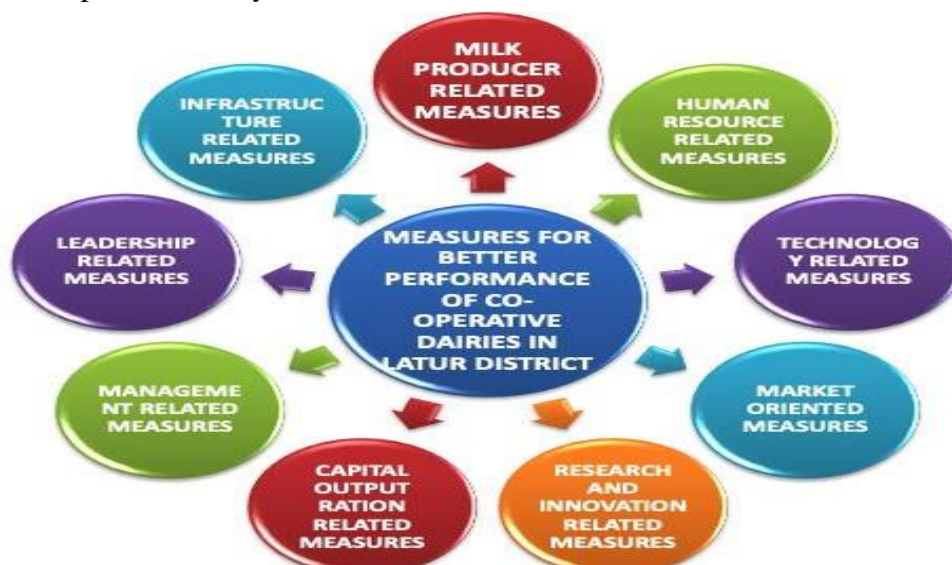 MILK
PRODUCER
RELATED
MEASURES
HUMAN
RESOURCE
RELATED
MEASURES
TECHNOLOG
Y RELATED
MEASURES
MARKET
ORIENTED
MEASURES
RESEARCH
AND
INNOVATION
RELATED
MEASURES
CAPITAL
OUTPUT
RATION
RELATED
MEASURES
MANAGEME
NT RELATED
MEASURES
LEADERSHIP
RELATED
MEASURES
INFRASTRUC
TURE
RELATED
MEASURES
MEASURES FOR
BETTER
PERFORMANCE
OF CO-
OPERATIVE
DAIRIES IN
LATUR DISTRICT